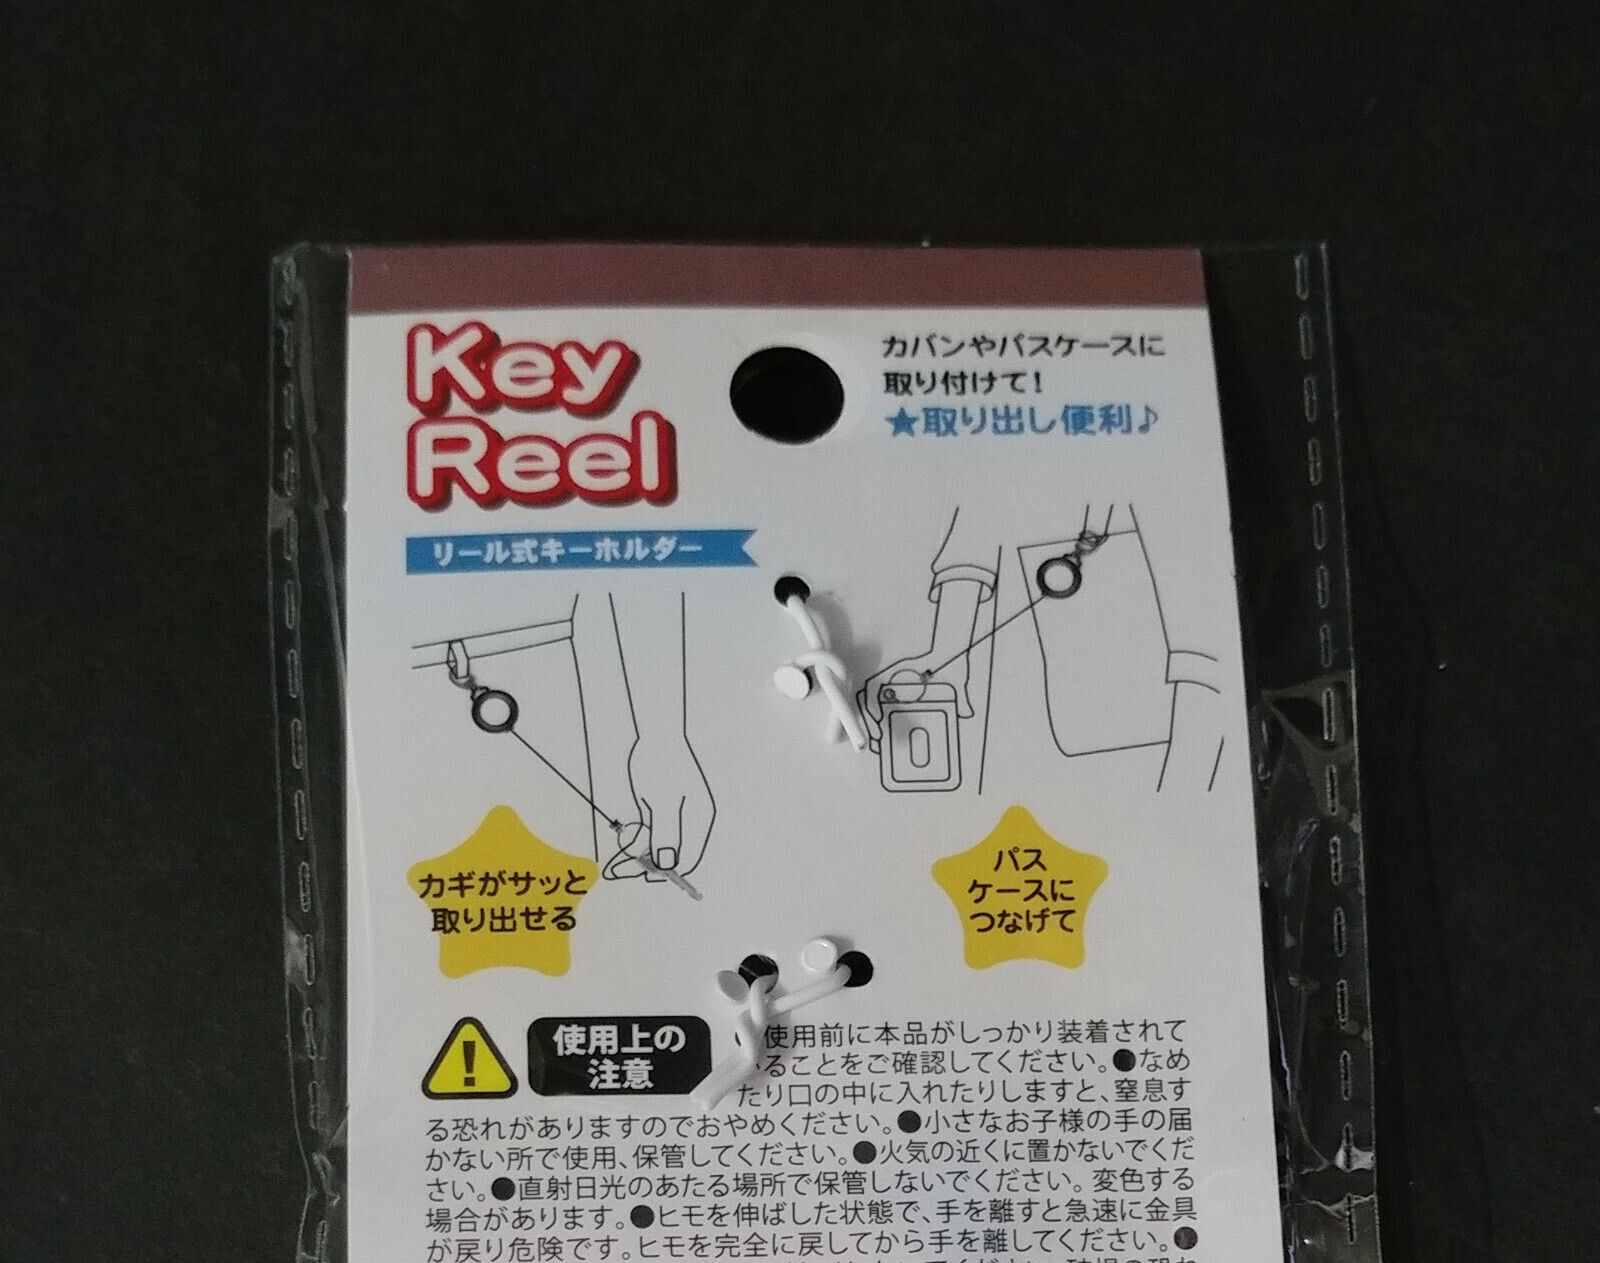 Key
Reel
リール式キーホルダー
カバンやパスケースに
取り付けて!
★取り出し便利♪
カギがサッと
取り出せる
パス
ケースに
つなげて
使用上の
注意
使用前に本品がしっかり装着されて
いることをご確認してください。●なめ
たり口の中に入れたりしますと、窒息す
る恐れがありますのでおやめください。●小さなお子様の手の届
かない所で使用、保管してください。●火気の近くに置かないでくだ
さい。●直射日光のあたる場所で保管しないでください。変色する
場合があります。●ヒモを伸ばした状態で、手を離すと急速に金具
が戻り危険です。ヒモを完全に戻してから手を離してください。●